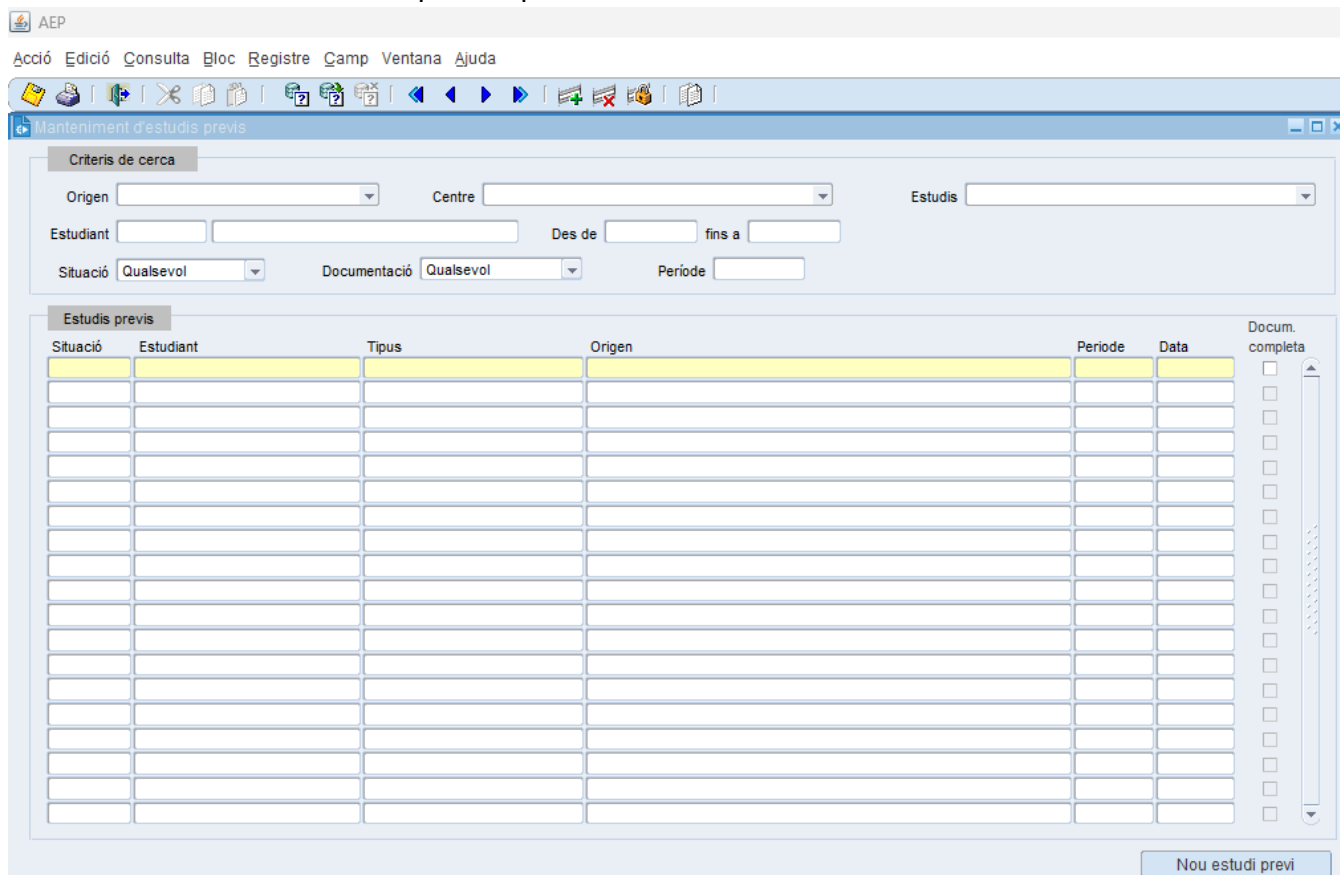 AEP
Acció Edició Consulta Bloc Registre Camp Ventana Ajuda
Manteniment d'estudis previs
Criteris de cerca
Origen Centre Estudis
Estudiant Des de fins a
Situació Qualsevol Documentació Qualsevol Període
Estudis previs
Situació Estudiant Tipus Origen Periode Data Docum. completa
Nou estudi previ